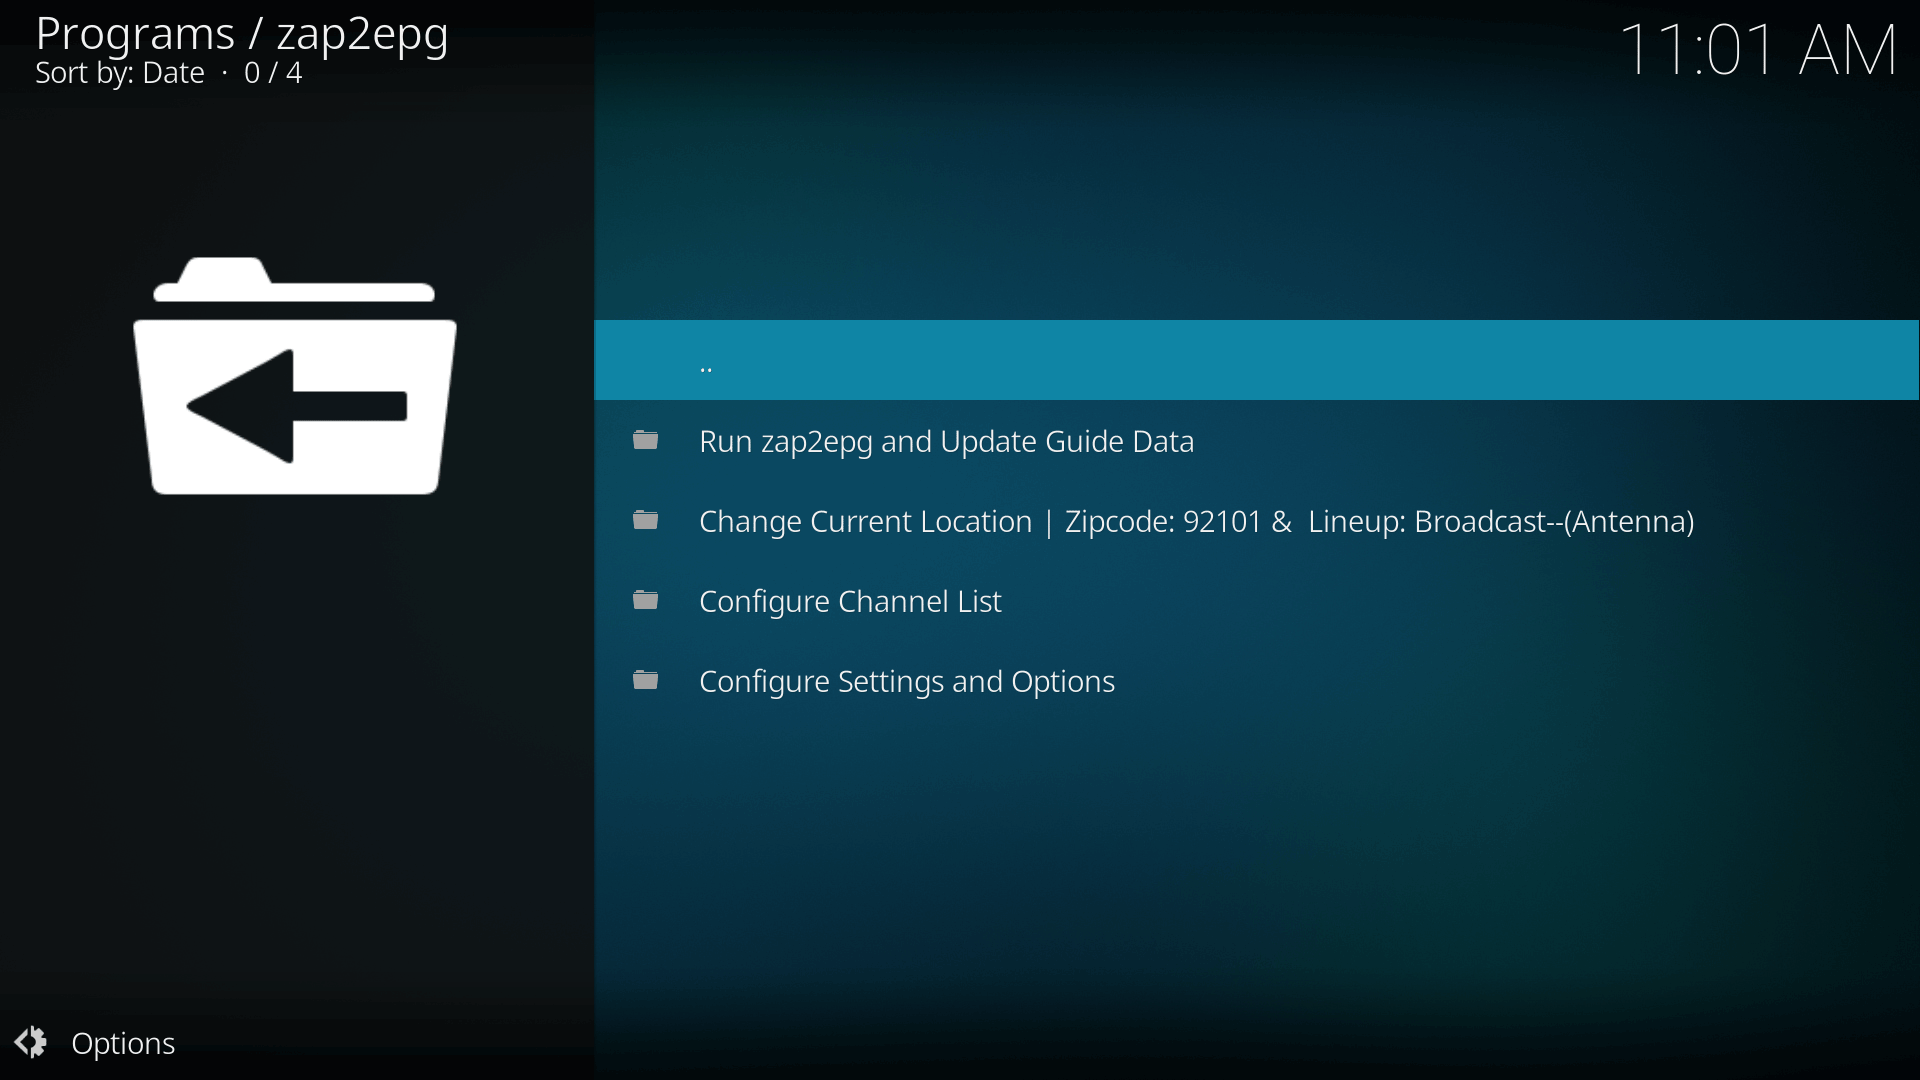 Programs / zap2epg
Sort by: Date · 0 / 4
11:01 AM
..
Run zap2epg and Update Guide Data
Change Current Location | Zipcode: 92101 &  Lineup: Broadcast--(Antenna)
Configure Channel List
Configure Settings and Options
Options